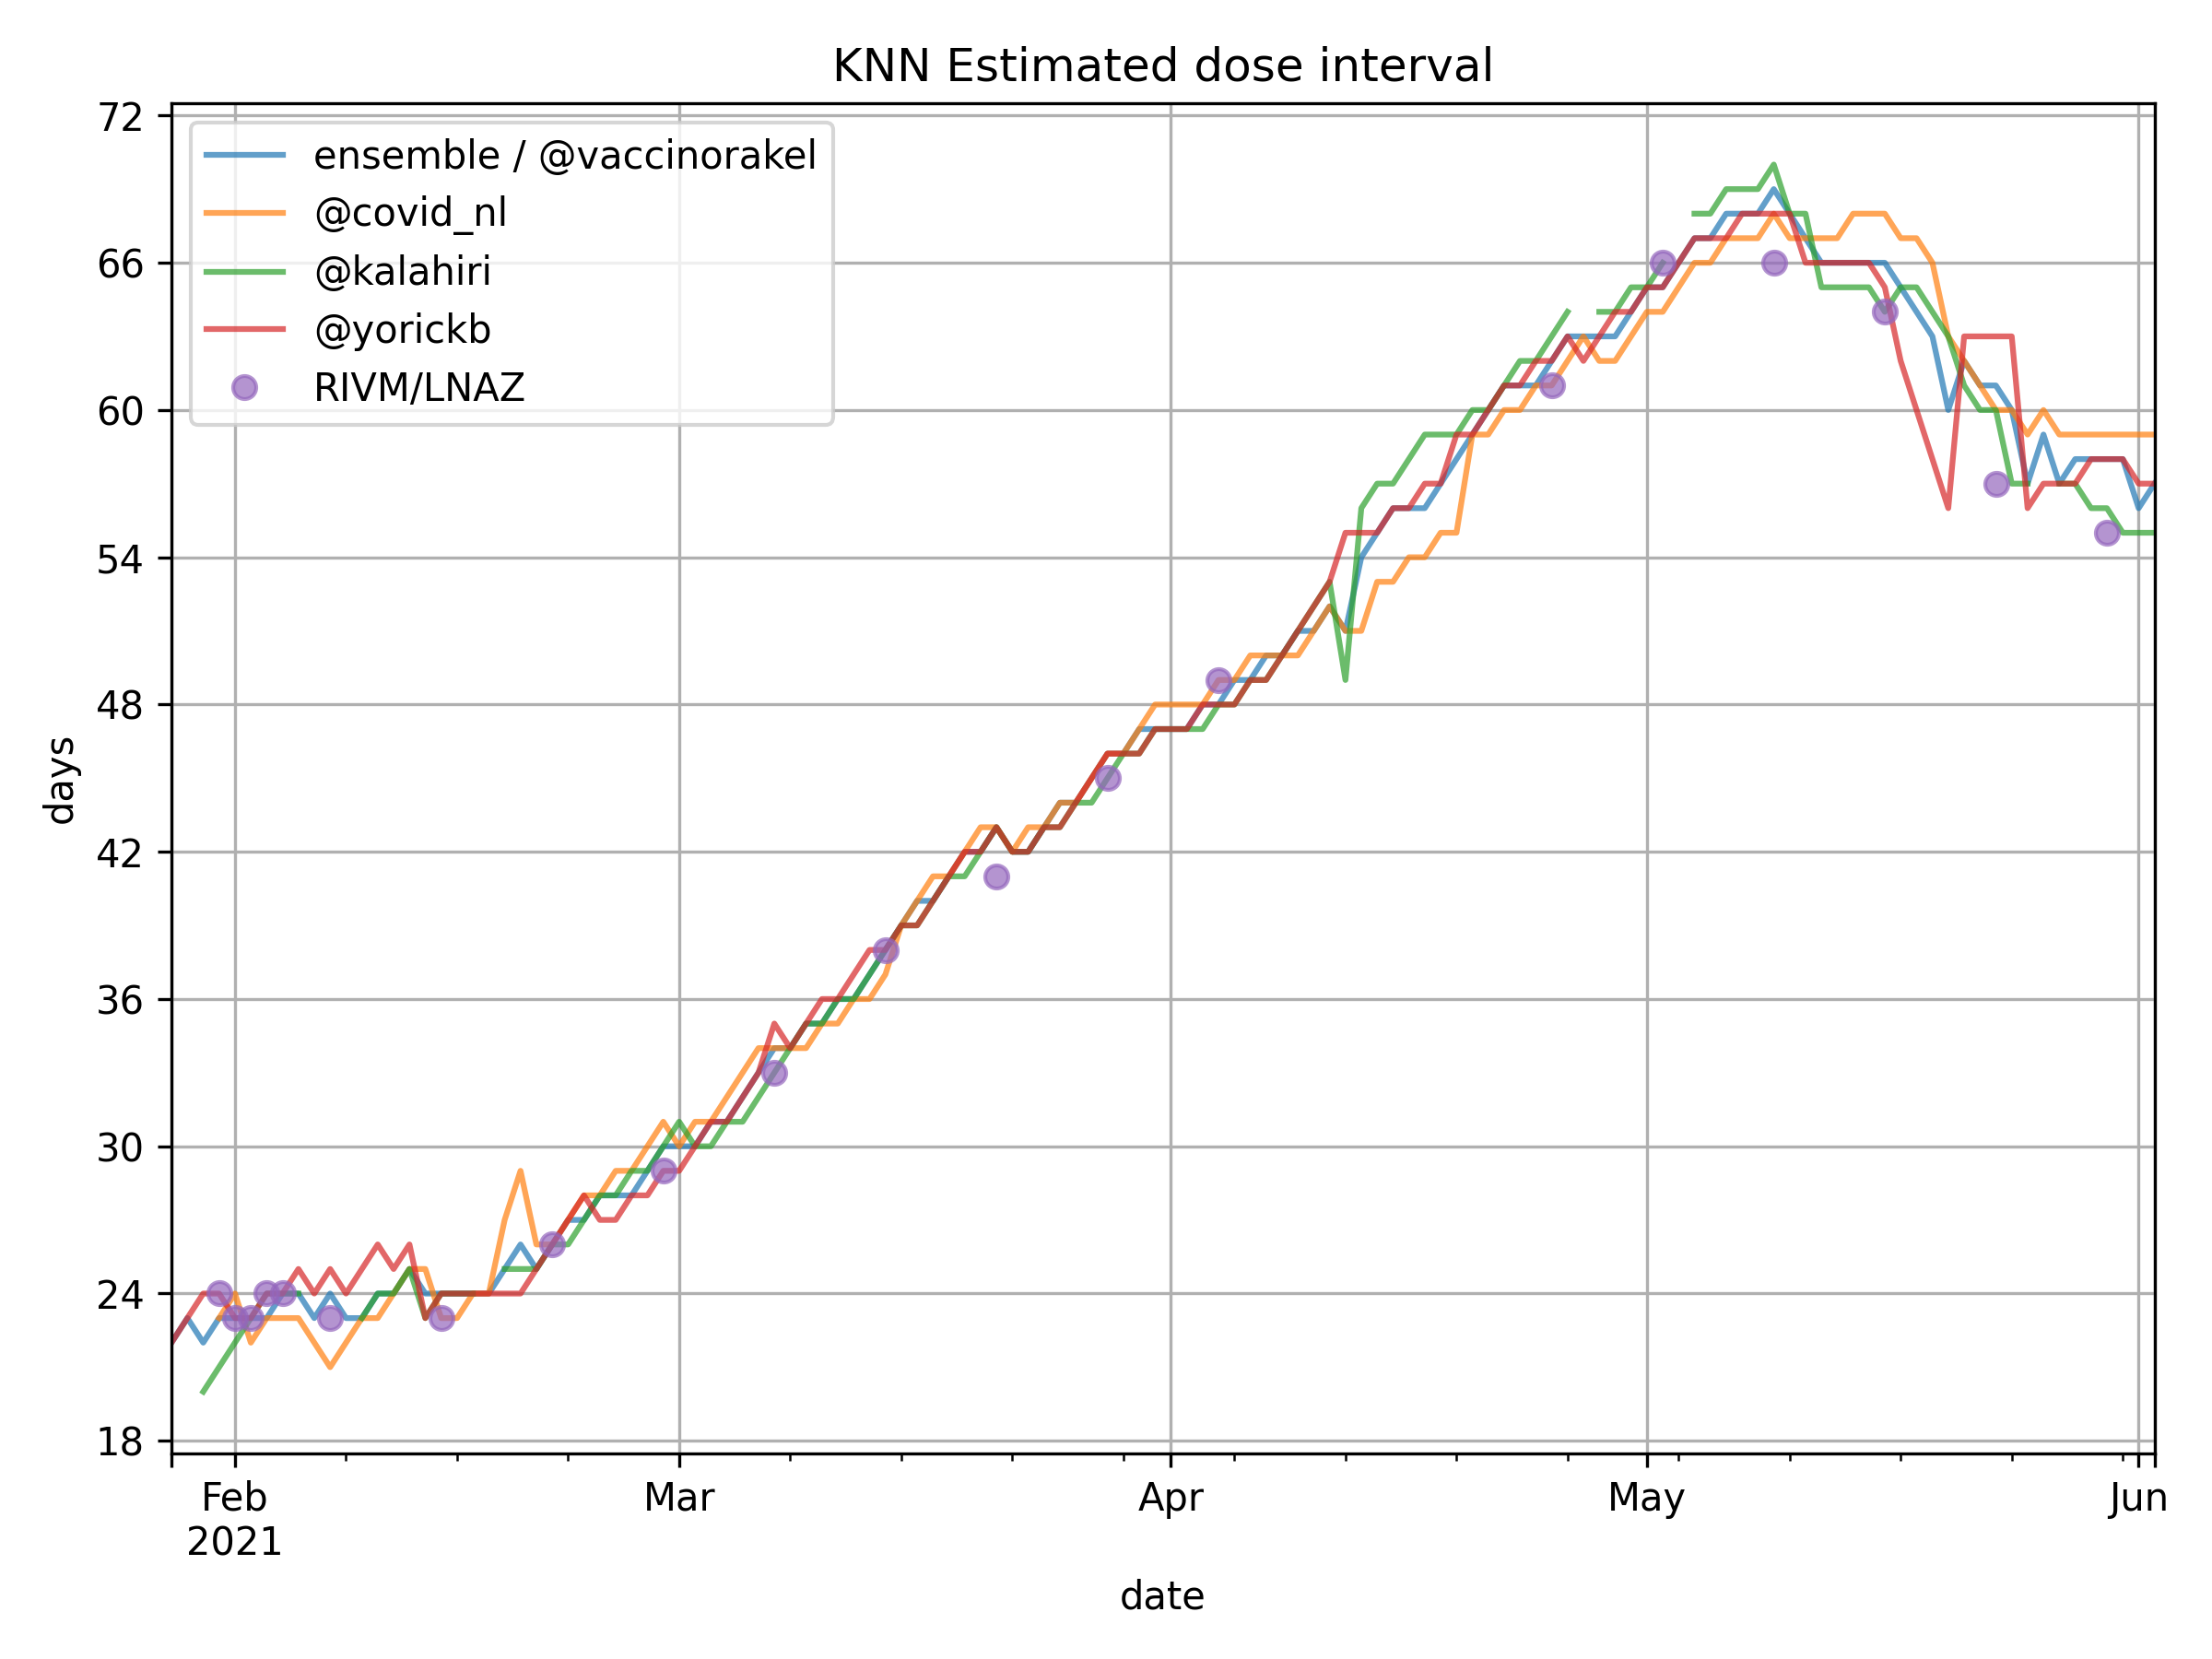 KNN Estimated dose interval
72
66
60
54
48
42
36
30
24
18
days
ensemble / @vaccinorakel
@covid_nl
@kalahiri
@yorickb
RIVM/LNAZ
Feb Mar Apr May Jun
2021
date